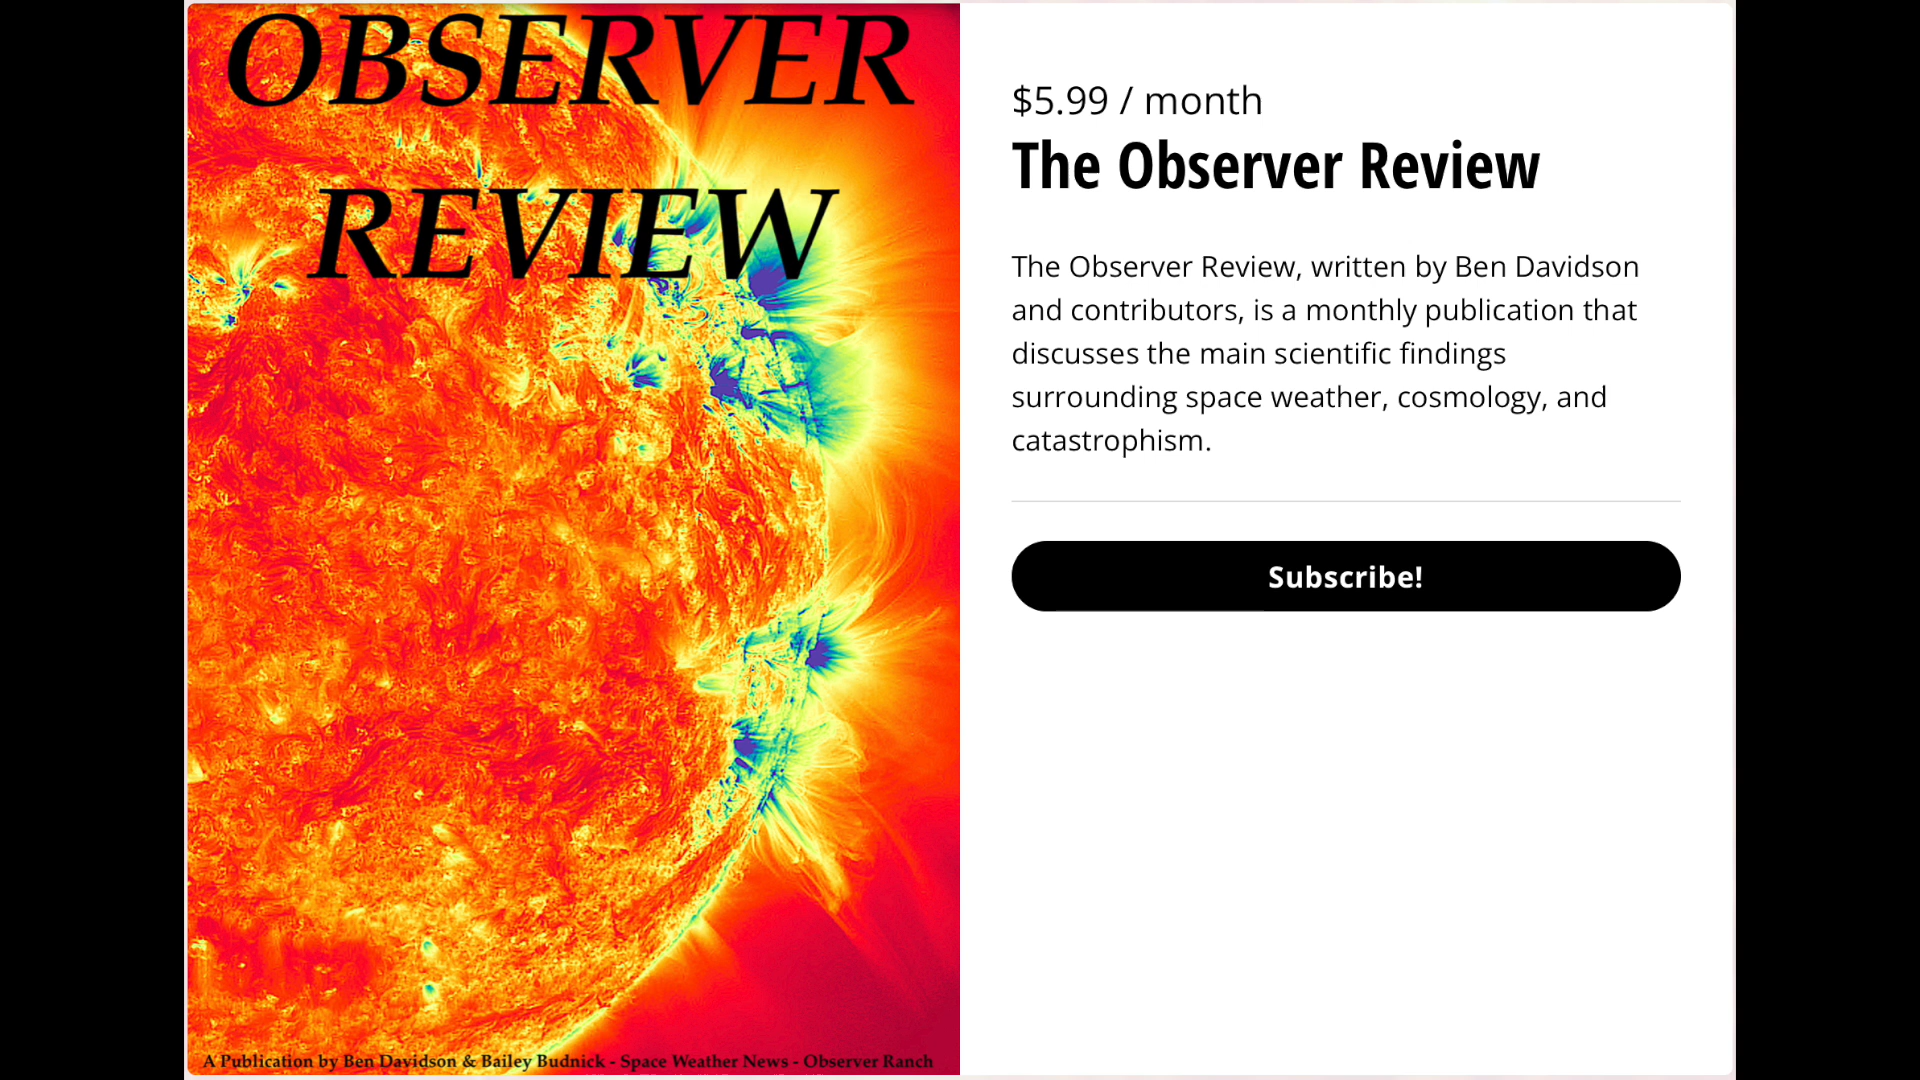 OBSERVER
REVIEW
A Publication by Ben Davidson & Bailey Budnick - Space Weather News - Observer Ranch
$5.99 / month
The Observer Review
The Observer Review, written by Ben Davidson
and contributors, is a monthly publication that
discusses the main scientific findings
surrounding space weather, cosmology, and
catastrophism.
Subscribe!